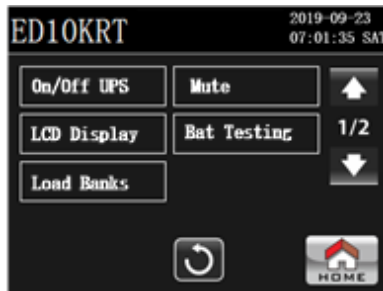 ED10KRT
2019-09-23
07:01:35 SAT
On/Off UPS
Mute
LCD Display
Bat Testing
1/2
Load Banks
HOME